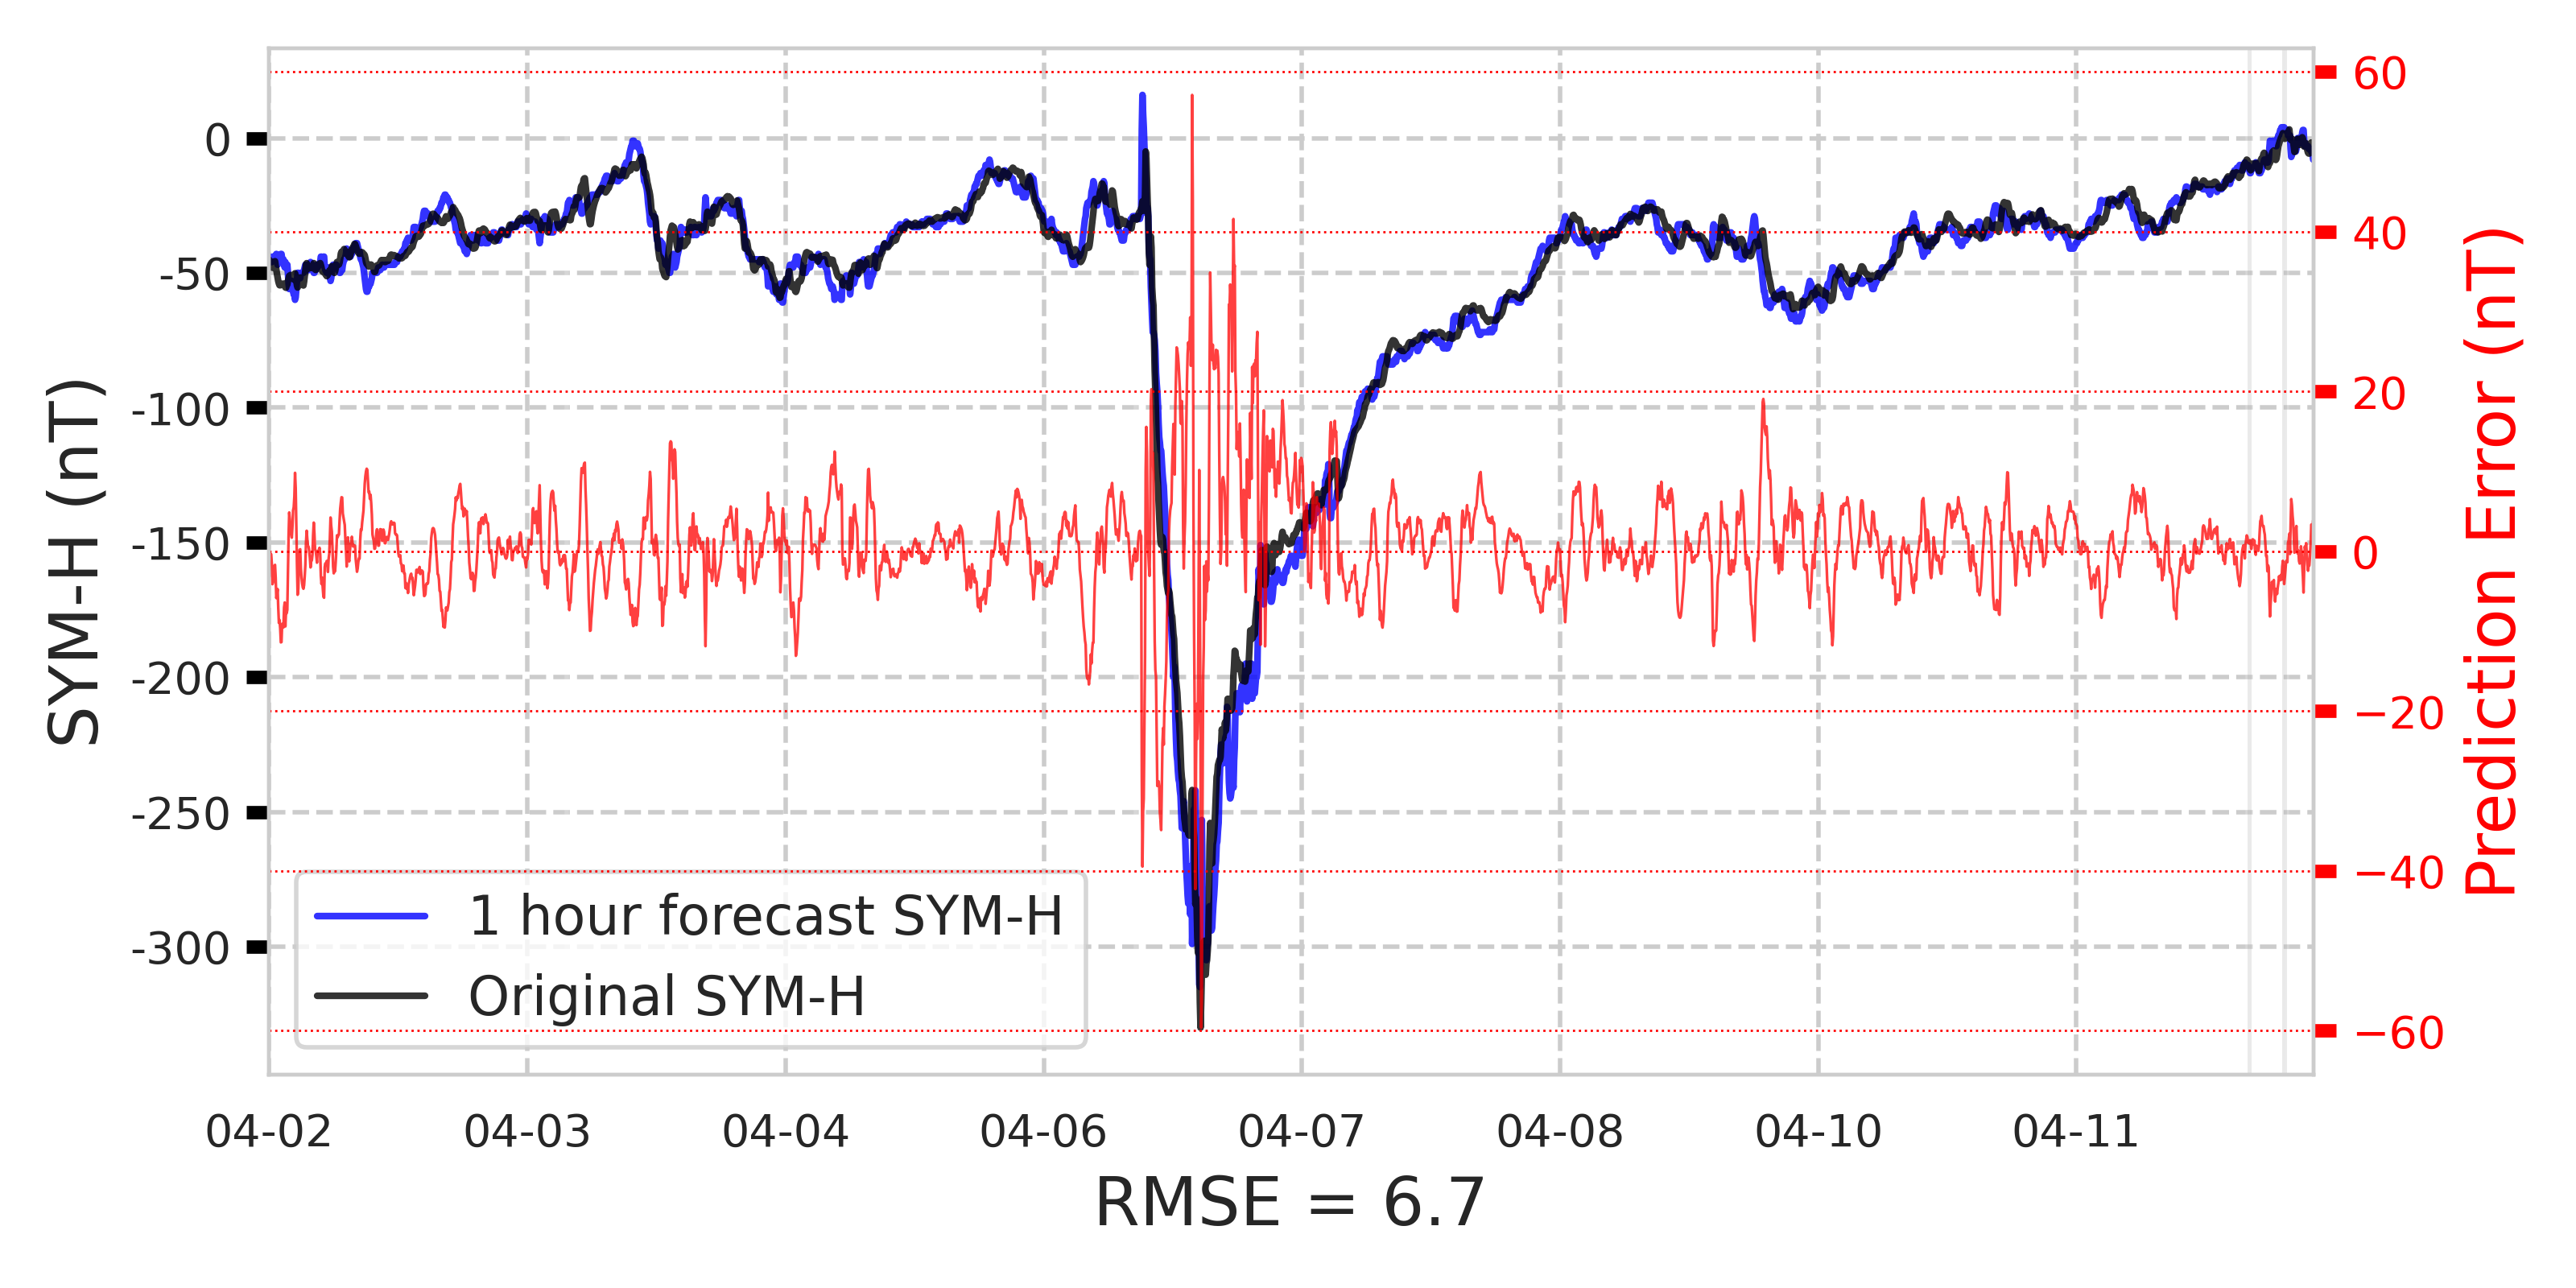 SYM-H (nT)
0
-50
-100
-150
-200
-250
-300
60
40
20
0
−20
−40
−60
Prediction Error (nT)
1 hour forecast SYM-H
Original SYM-H
04-02 04-03 04-04 04-06 04-07 04-08 04-10 04-11
RMSE = 6.7